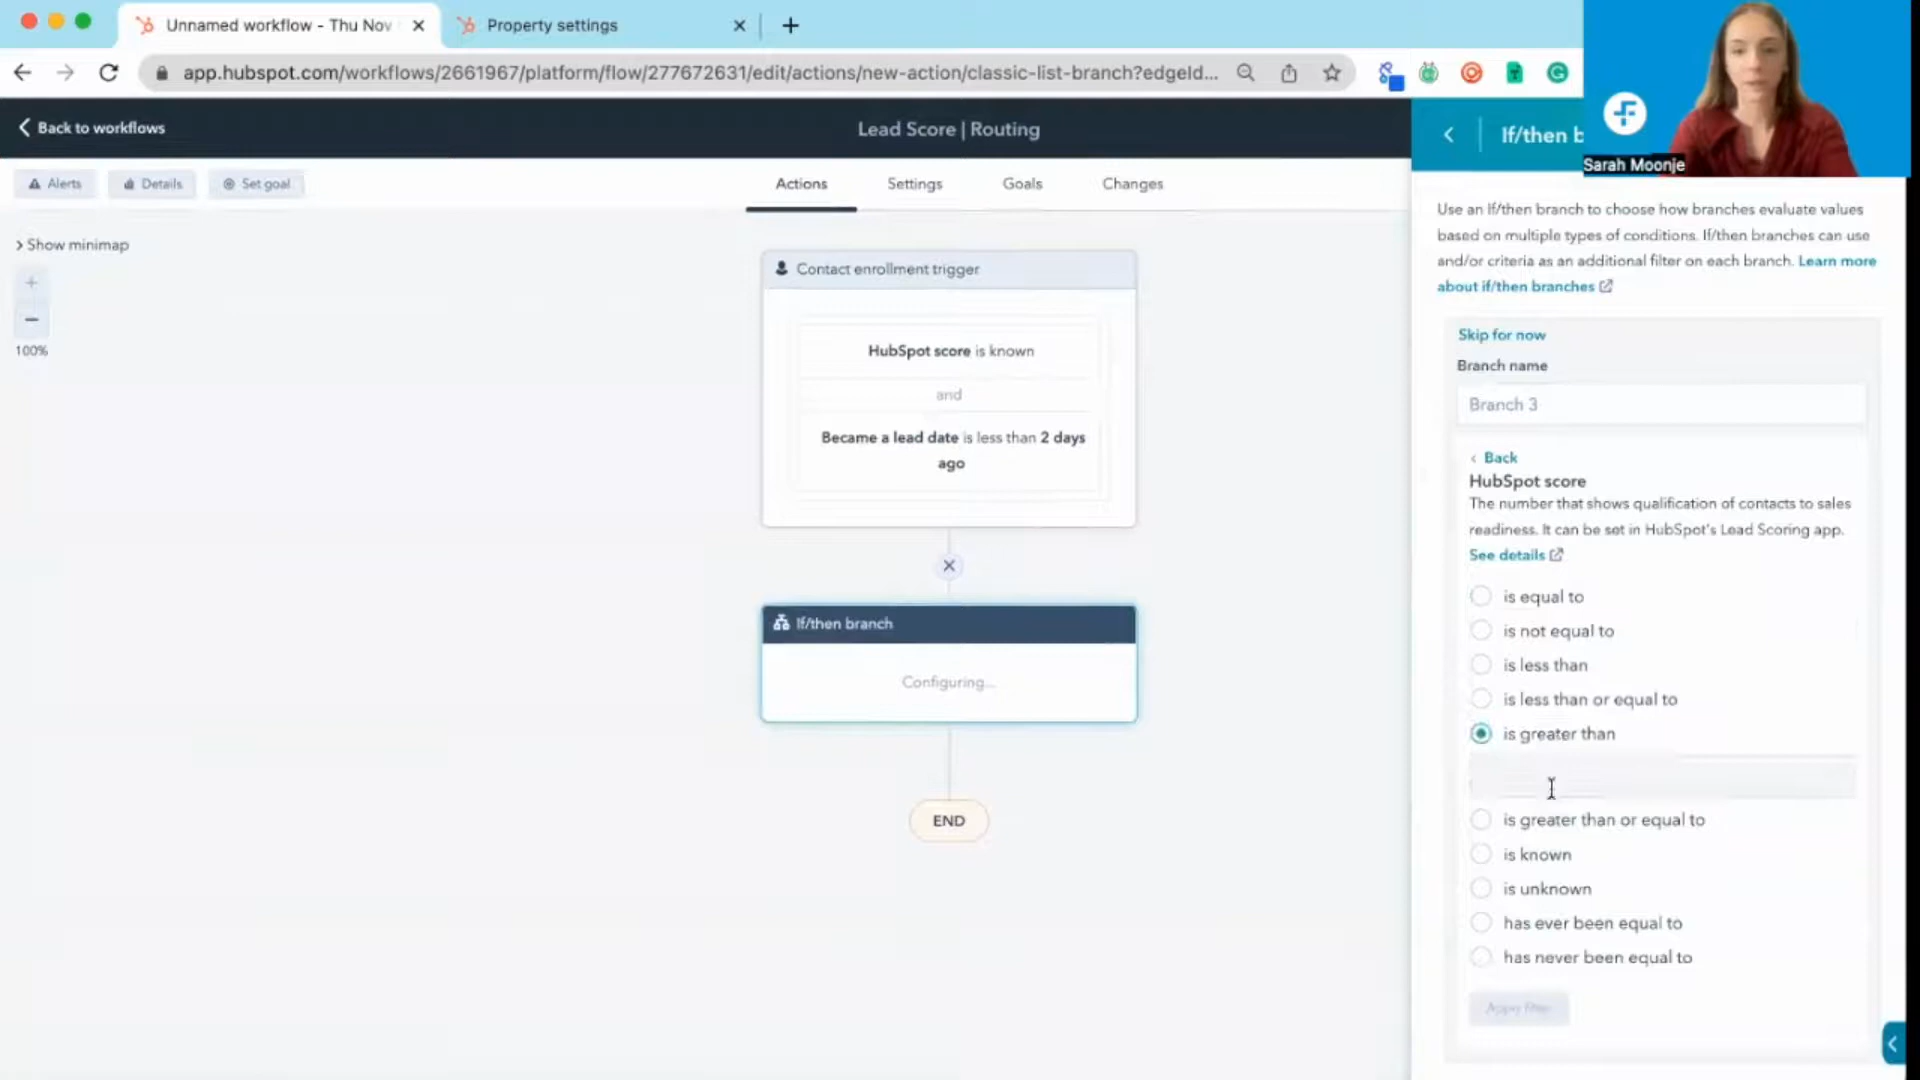 Unnamed workflow - Thu Nov
Property settings
app.hubspot.com/workflows/2661967/platform/flow/277672631/edit/actions/new-action/classic-list-branch?edgeId...
Back to workflows
Lead Score | Routing
If/then b
Sarah Moonje
Alerts
Details
Set goal
Actions
Settings
Goals
Changes
Show minimap
100%
Contact enrollment trigger
HubSpot score is known
and
Became a lead date is less than 2 days
ago
If/then branch
Configuring...
END
Use an If/then branch to choose how branches evaluate values
based on multiple types of conditions. If/then branches can use
and/or criteria as an additional filter on each branch. Learn more
about if/then branches
Skip for now
Branch name
Branch 3
Back
HubSpot score
The number that shows qualification of contacts to sales
readiness. It can be set in HubSpot's Lead Scoring app.
See details
is equal to
is not equal to
is less than
is less than or equal to
is greater than
is greater than or equal to
is known
is unknown
has ever been equal to
has never been equal to
Apply filter